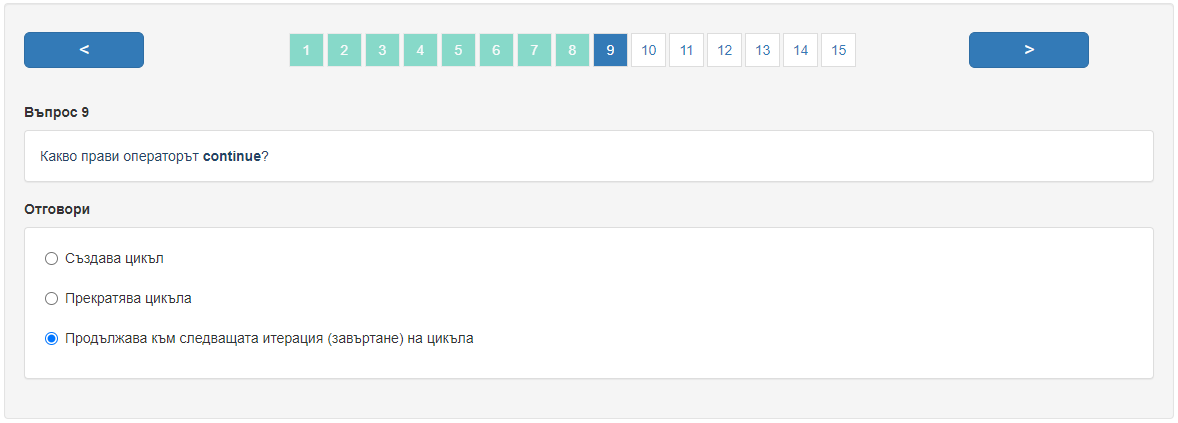 < 1 2 3 4 5 6 7 8 9 10 11 12 13 14 15 >
Въпрос 9
Какво прави операторът continue?
Отговори
Създава цикъл
Прекратява цикъла
Продължава към следващата итерация (завъртане) на цикъла